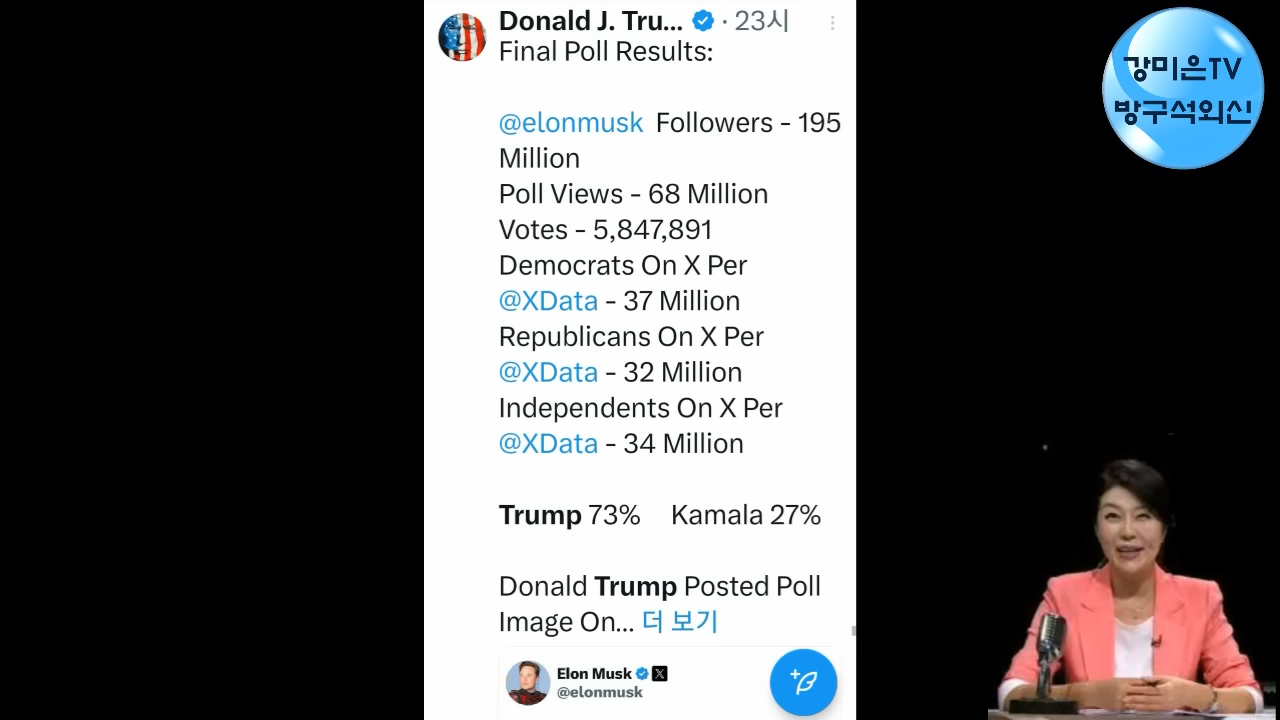 Donald J. Tru... · 23시
Final Poll Results:
@elonmusk Followers - 195
Million
Poll Views - 68 Million
Votes - 5,847,891
Democrats On X Per
@XData - 37 Million
Republicans On X Per
@XData - 32 Million
Independents On X Per
@XData - 34 Million
Trump 73% Kamala 27%
Donald Trump Posted Poll
Image On... 더 보기
Elon Musk X
@elonmusk
강미은TV
방구석외신